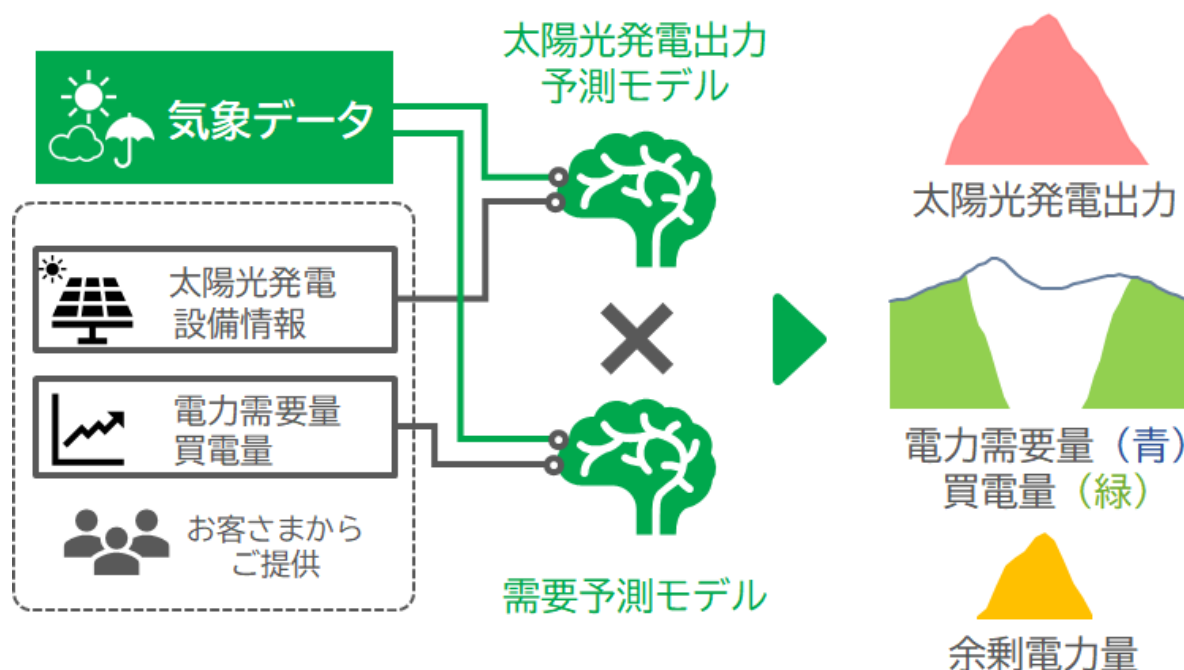 気象データ
太陽光発電
設備情報
電力需要量
買電量
お客さまから
ご提供
太陽光発電出力
予測モデル
需要予測モデル
太陽光発電出力
電力需要量（青）
買電量（緑）
余剰電力量